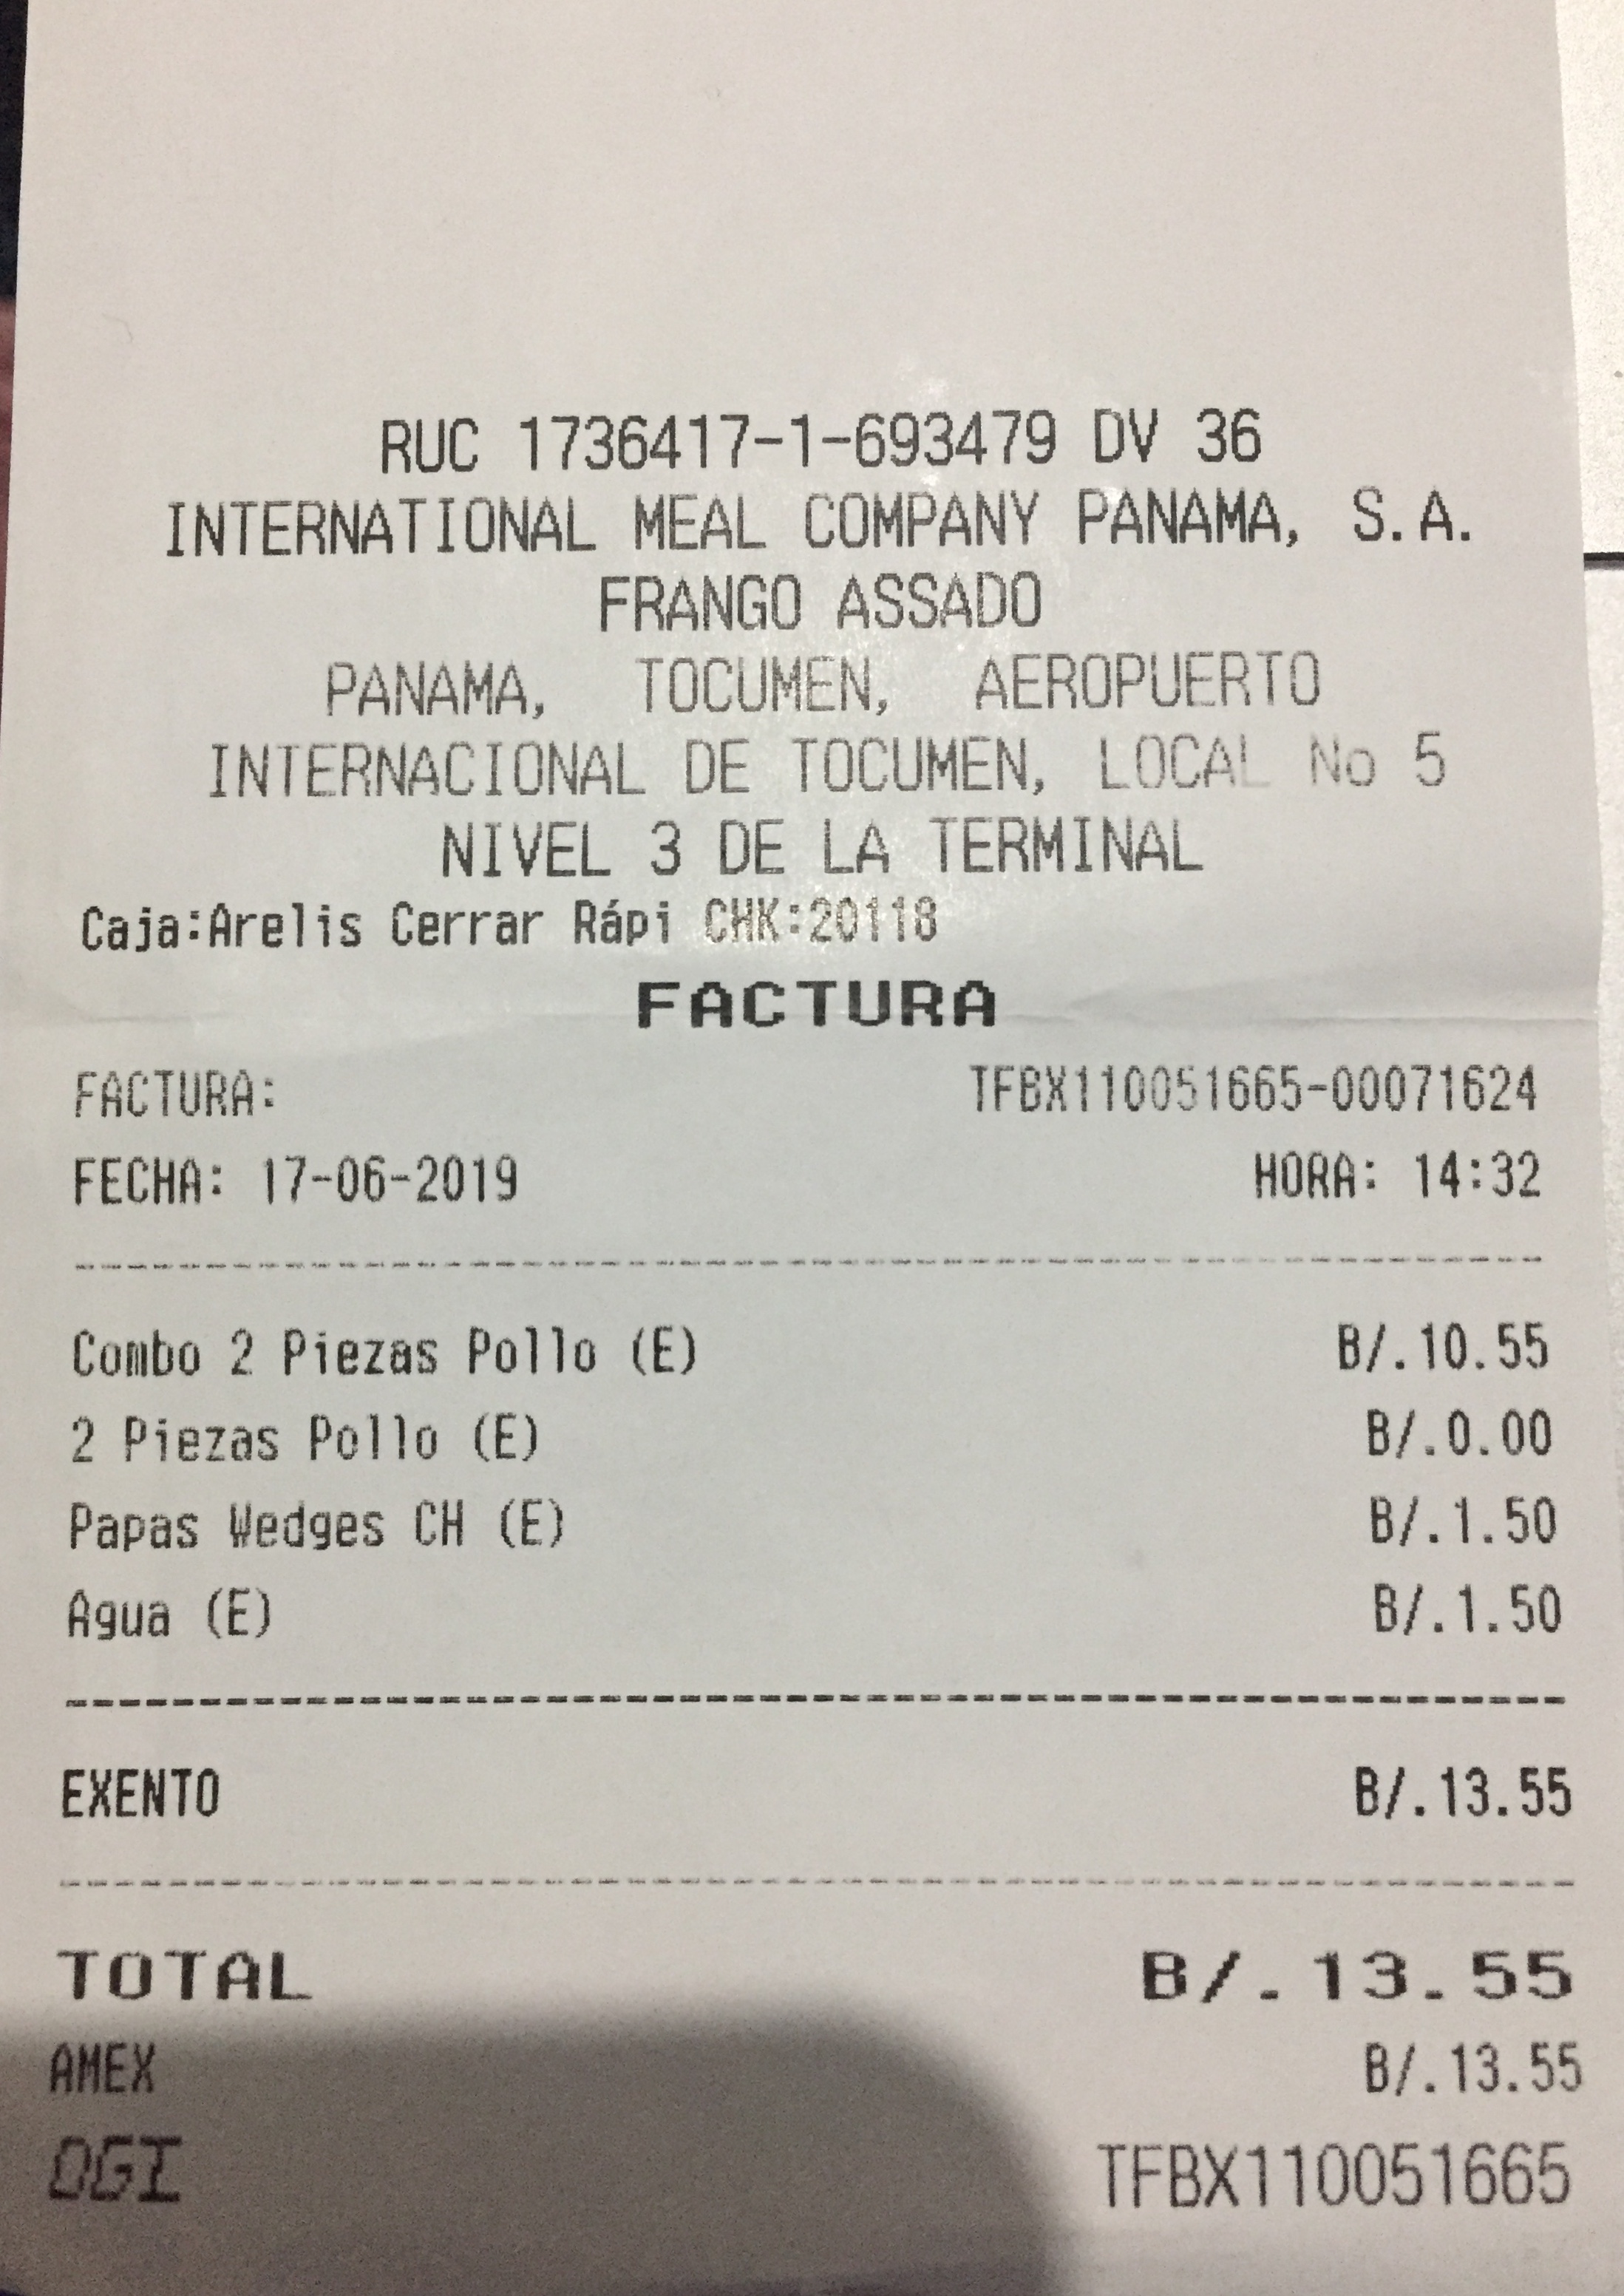 RUC 1736417-1-693479 DV 36
INTERNATIONAL MEAL COMPANY PANAMA, S.A.
FRANGO ASSADO
PANAMA, TOCUMEN, AEROPUERTO
INTERNACIONAL DE TOCUMEN, LOCAL No 5
NIVEL 3 DE LA TERMINAL
Caja:Arelis Cerrar Rápi CHK:20118
FACTURA
FACTURA: TFBX110051665-00071624
FECHA: 17-06-2019 HORA: 14:32
Combo 2 Piezas Pollo (E) B/.10.55
2 Piezas Pollo (E) B/.0.00
Papas Wedges CH (E) B/.1.50
Agua (E) B/.1.50
EXENTO B/.13.55
TOTAL B/.13.55
AMEX B/.13.55
DGI TFBX110051665